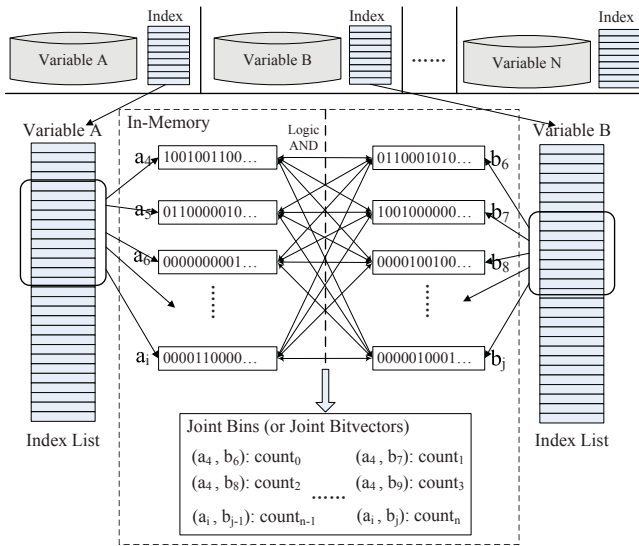 Index Index Index
Variable A Variable B …… Variable N
Variable A In-Memory Logic AND Variable B
a4 1001001100… 0110001010… b6
a5 0110000010… 1001000000… b7
a6 0000000001… 0000100100… b8
…… ……
ai 0000110000… 0000010001… bj
Index List Index List
Joint Bins (or Joint Bitvectors)
(a4 , b6): count0 (a4 , b7): count1
(a4 , b8): count2 …… (a4 , b9): count3
(ai , bj-1): countn-1 (ai , bj): countn